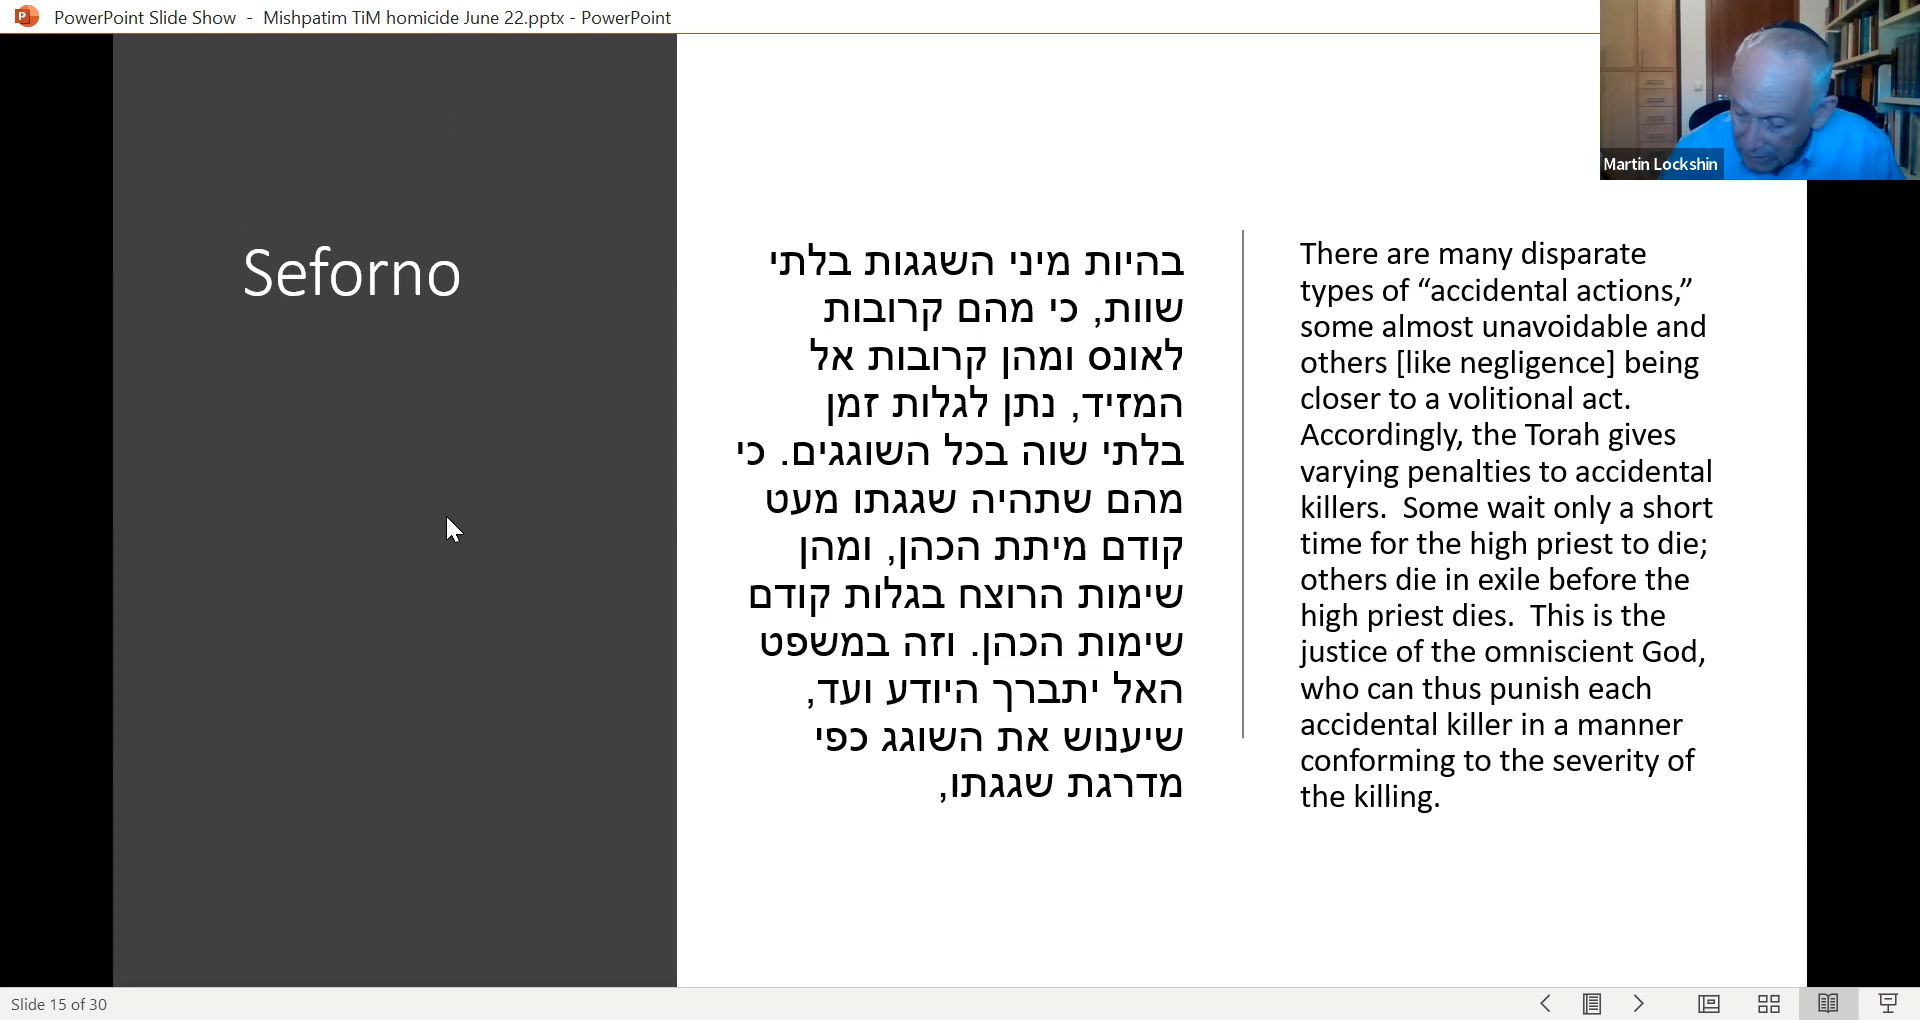 PowerPoint Slide Show - Mishpatim TiM homicide June 22.pptx - PowerPoint
Martin Lockshin
Seforno
בהיות מיני השגגות בלתי
שוות, כי מהם קרובות
לאונס ומהן קרובות אל
המזיד, נתן לגלות זמן
בלתי שוה בכל השוגגים. כי
מהם שתהיה שגגתו מעט
קודם מיתת הכהן, ומהן
שימות הרוצח בגלות קודם
שימות הכהן. וזה במשפט
האל יתברך היודע ועד,
שיענוש את השוגג כפי
מדרגת שגגתו,
There are many disparate
types of “accidental actions,”
some almost unavoidable and
others [like negligence] being
closer to a volitional act.
Accordingly, the Torah gives
varying penalties to accidental
killers.  Some wait only a short
time for the high priest to die;
others die in exile before the
high priest dies.  This is the
justice of the omniscient God,
who can thus punish each
accidental killer in a manner
conforming to the severity of
the killing.
Slide 15 of 30